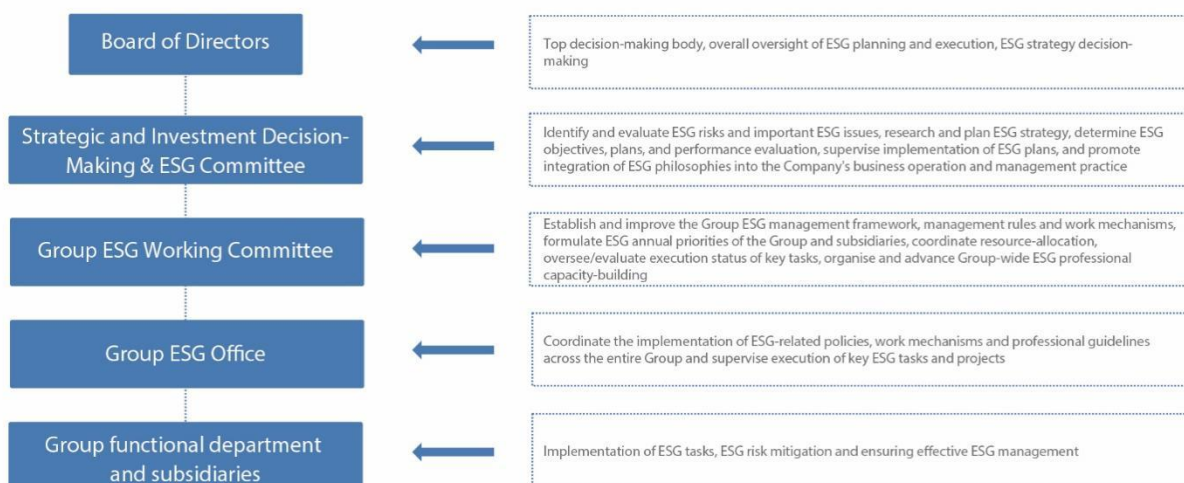 Board of Directors
Top decision-making body, overall oversight of ESG planning and execution, ESG strategy decision-
making
Strategic and Investment Decision-
Making & ESG Committee
Identify and evaluate ESG risks and important ESG issues, research and plan ESG strategy, determine ESG
objectives, plans, and performance evaluation, supervise implementation of ESG plans, and promote
integration of ESG philosophies into the Company's business operation and management practice
Group ESG Working Committee
Establish and improve the Group ESG management framework, management rules and work mechanisms,
formulate ESG annual priorities of the Group and subsidiaries, coordinate resource-allocation,
oversee/evaluate execution status of key tasks, organise and advance Group-wide ESG professional
capacity-building
Group ESG Office
Coordinate the implementation of ESG-related policies, work mechanisms and professional guidelines
across the entire Group and supervise execution of key ESG tasks and projects
Group functional department
and subsidiaries
Implementation of ESG tasks, ESG risk mitigation and ensuring effective ESG management